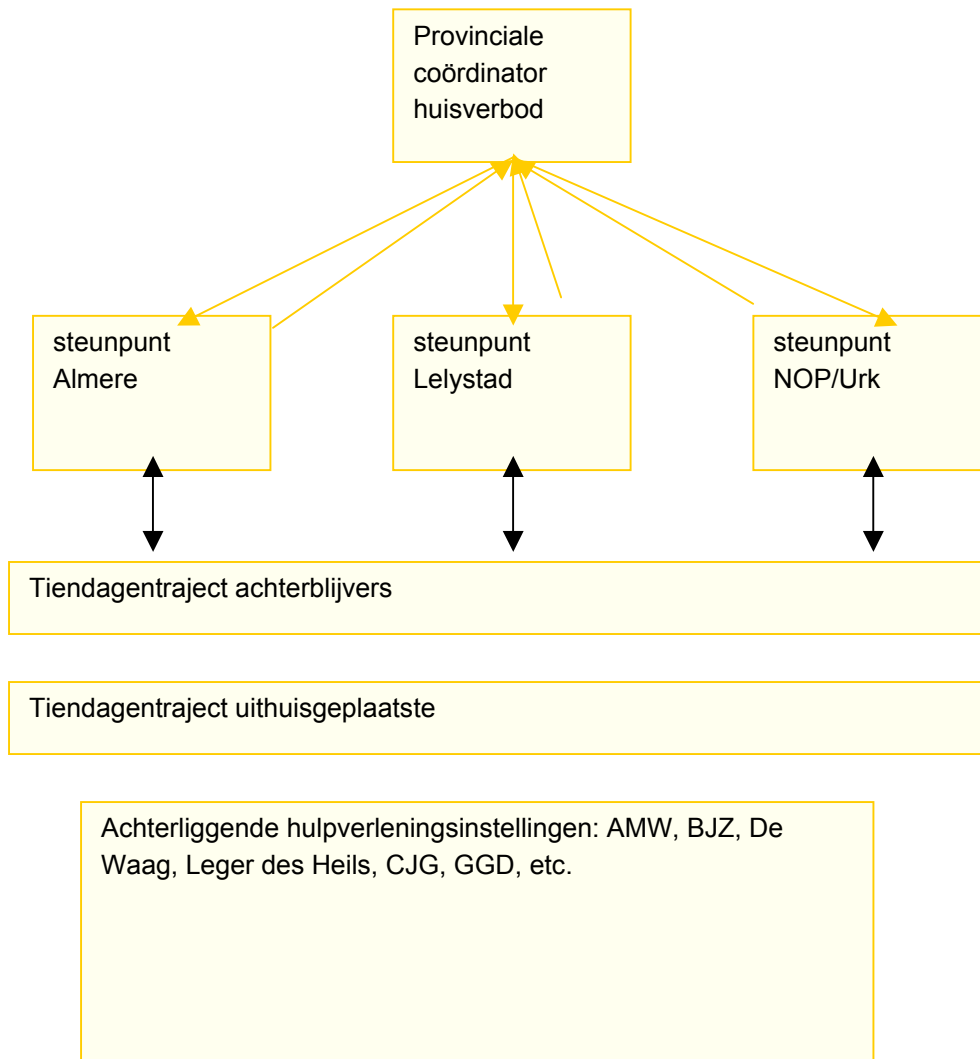 Provinciale
coördinator
huisverbod
steunpunt
Almere
steunpunt
Lelystad
steunpunt
NOP/Urk
Tiendagentraject achterblijvers
Tiendagentraject uithuisgeplaatste
Achterliggende hulpverleningsinstellingen: AMW, BJZ, De
Waag, Leger des Heils, CJG, GGD, etc.